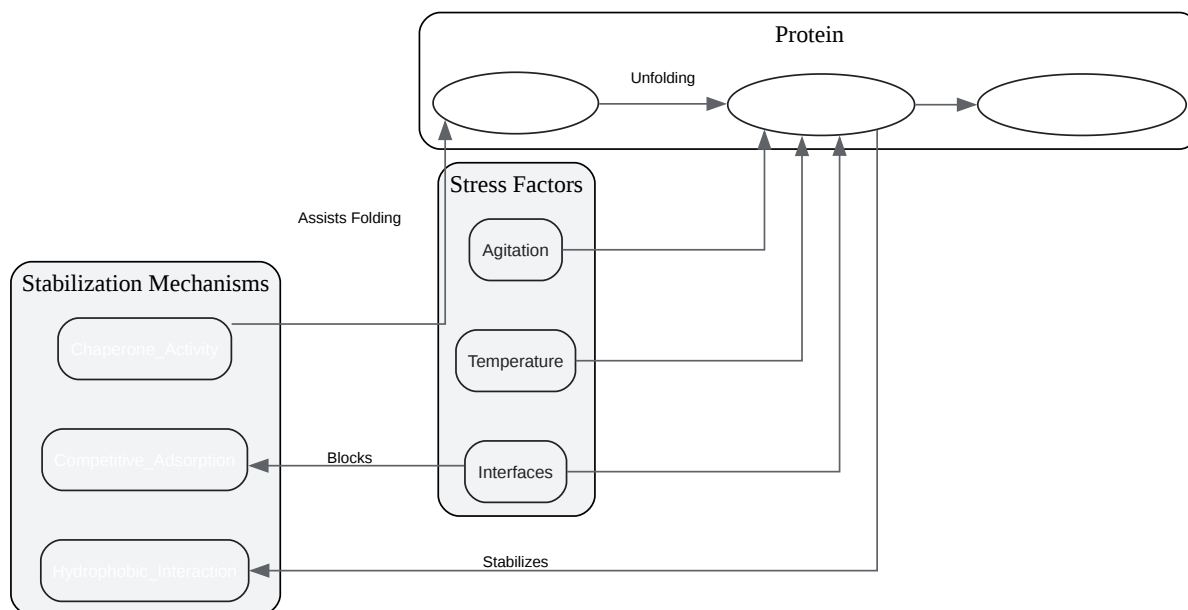 Protein
Unfolding
Stress Factors
Assists Folding
Agitation
Stabilization Mechanisms
Chaperone_Activity
Temperature
Competitive_Adsorption
Blocks
Interfaces
Hydrophobic_Interaction
Stabilizes